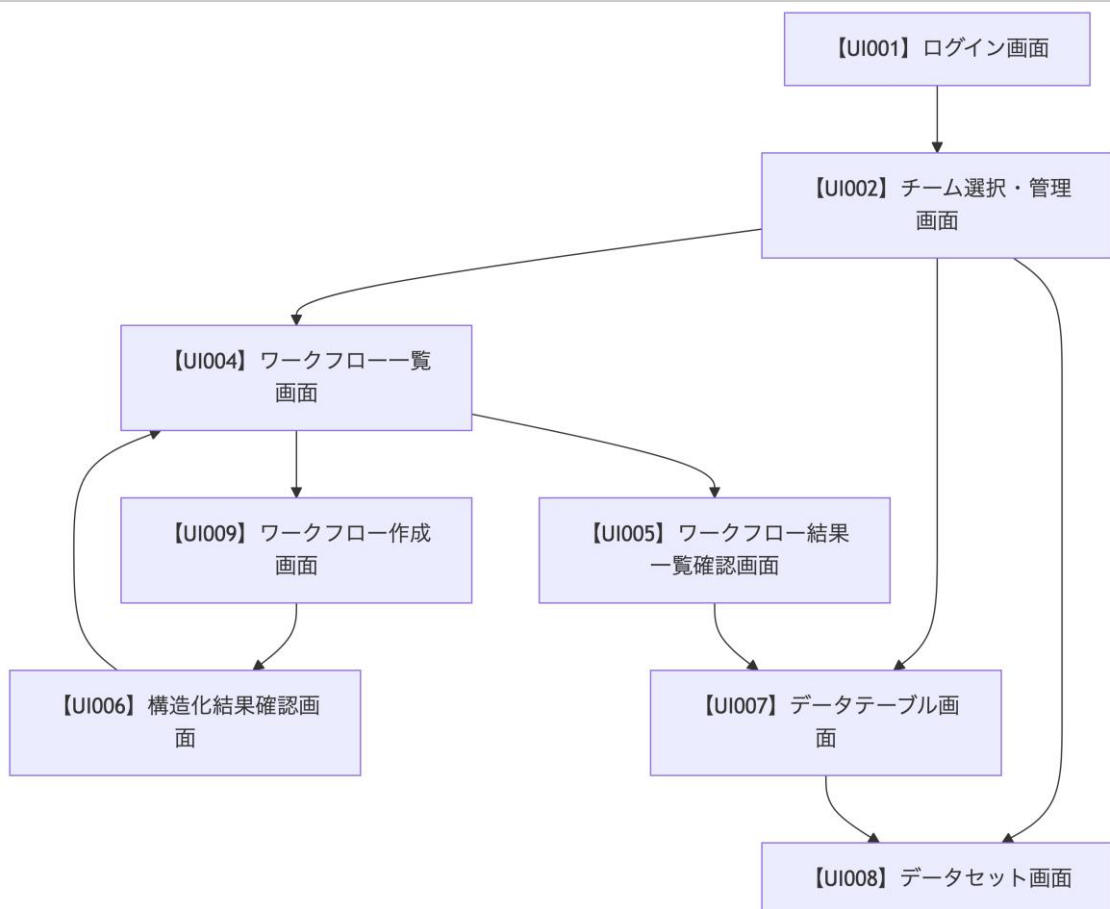 【UI001】ログイン画面
【UI002】チーム選択・管理
画面
【UI004】ワークフロー一覧
画面
【UI009】ワークフロー作成
画面
【UI005】ワークフロー結果
一覧確認画面
【UI006】構造化結果確認画
面
【UI007】データテーブル画
面
【UI008】データセット画面